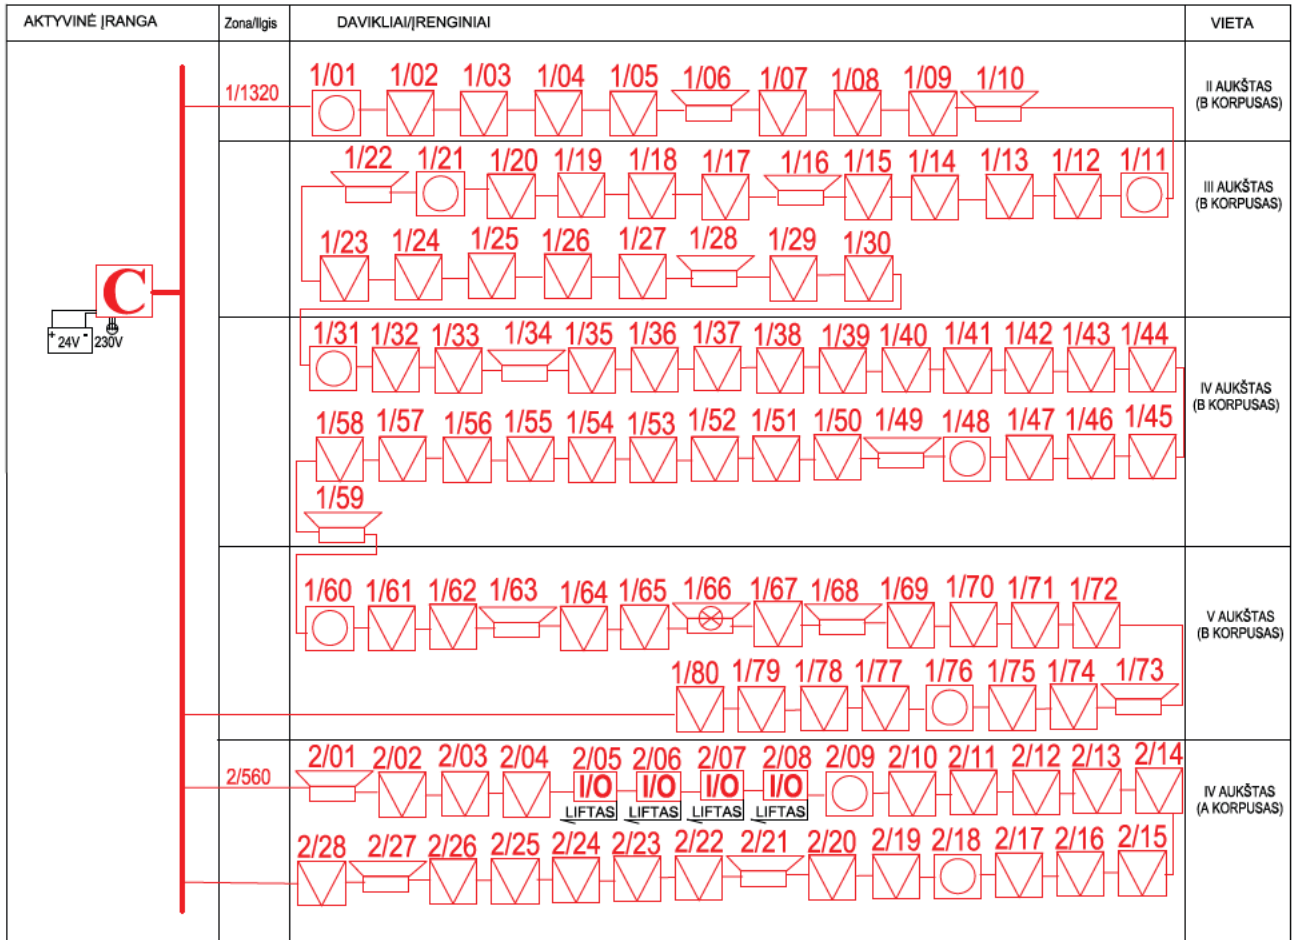 AKTYVINĖ ĮRANGA Zona/Ilgis DAVIKLIAI/ĮRENGINIAI VIETA
1/1320
1/01 1/02 1/03 1/04 1/05 1/06 1/07 1/08 1/09 1/10
II AUKŠTAS
(B KORPUSAS)
1/22 1/21 1/20 1/19 1/18 1/17 1/16 1/15 1/14 1/13 1/12 1/11
III AUKŠTAS
(B KORPUSAS)
1/23 1/24 1/25 1/26 1/27 1/28 1/29 1/30
C
+ 24V - 230V
1/31 1/32 1/33 1/34 1/35 1/36 1/37 1/38 1/39 1/40 1/41 1/42 1/43 1/44
IV AUKŠTAS
(B KORPUSAS)
1/58 1/57 1/56 1/55 1/54 1/53 1/52 1/51 1/50 1/49 1/48 1/47 1/46 1/45
1/59
1/60 1/61 1/62 1/63 1/64 1/65 1/66 1/67 1/68 1/69 1/70 1/71 1/72
V AUKŠTAS
(B KORPUSAS)
1/80 1/79 1/78 1/77 1/76 1/75 1/74 1/73
2/560
2/01 2/02 2/03 2/04 2/05 2/06 2/07 2/08 2/09 2/10 2/11 2/12 2/13 2/14
I/O I/O I/O I/O
LIFTAS LIFTAS LIFTAS LIFTAS
IV AUKŠTAS
(A KORPUSAS)
2/28 2/27 2/26 2/25 2/24 2/23 2/22 2/21 2/20 2/19 2/18 2/17 2/16 2/15